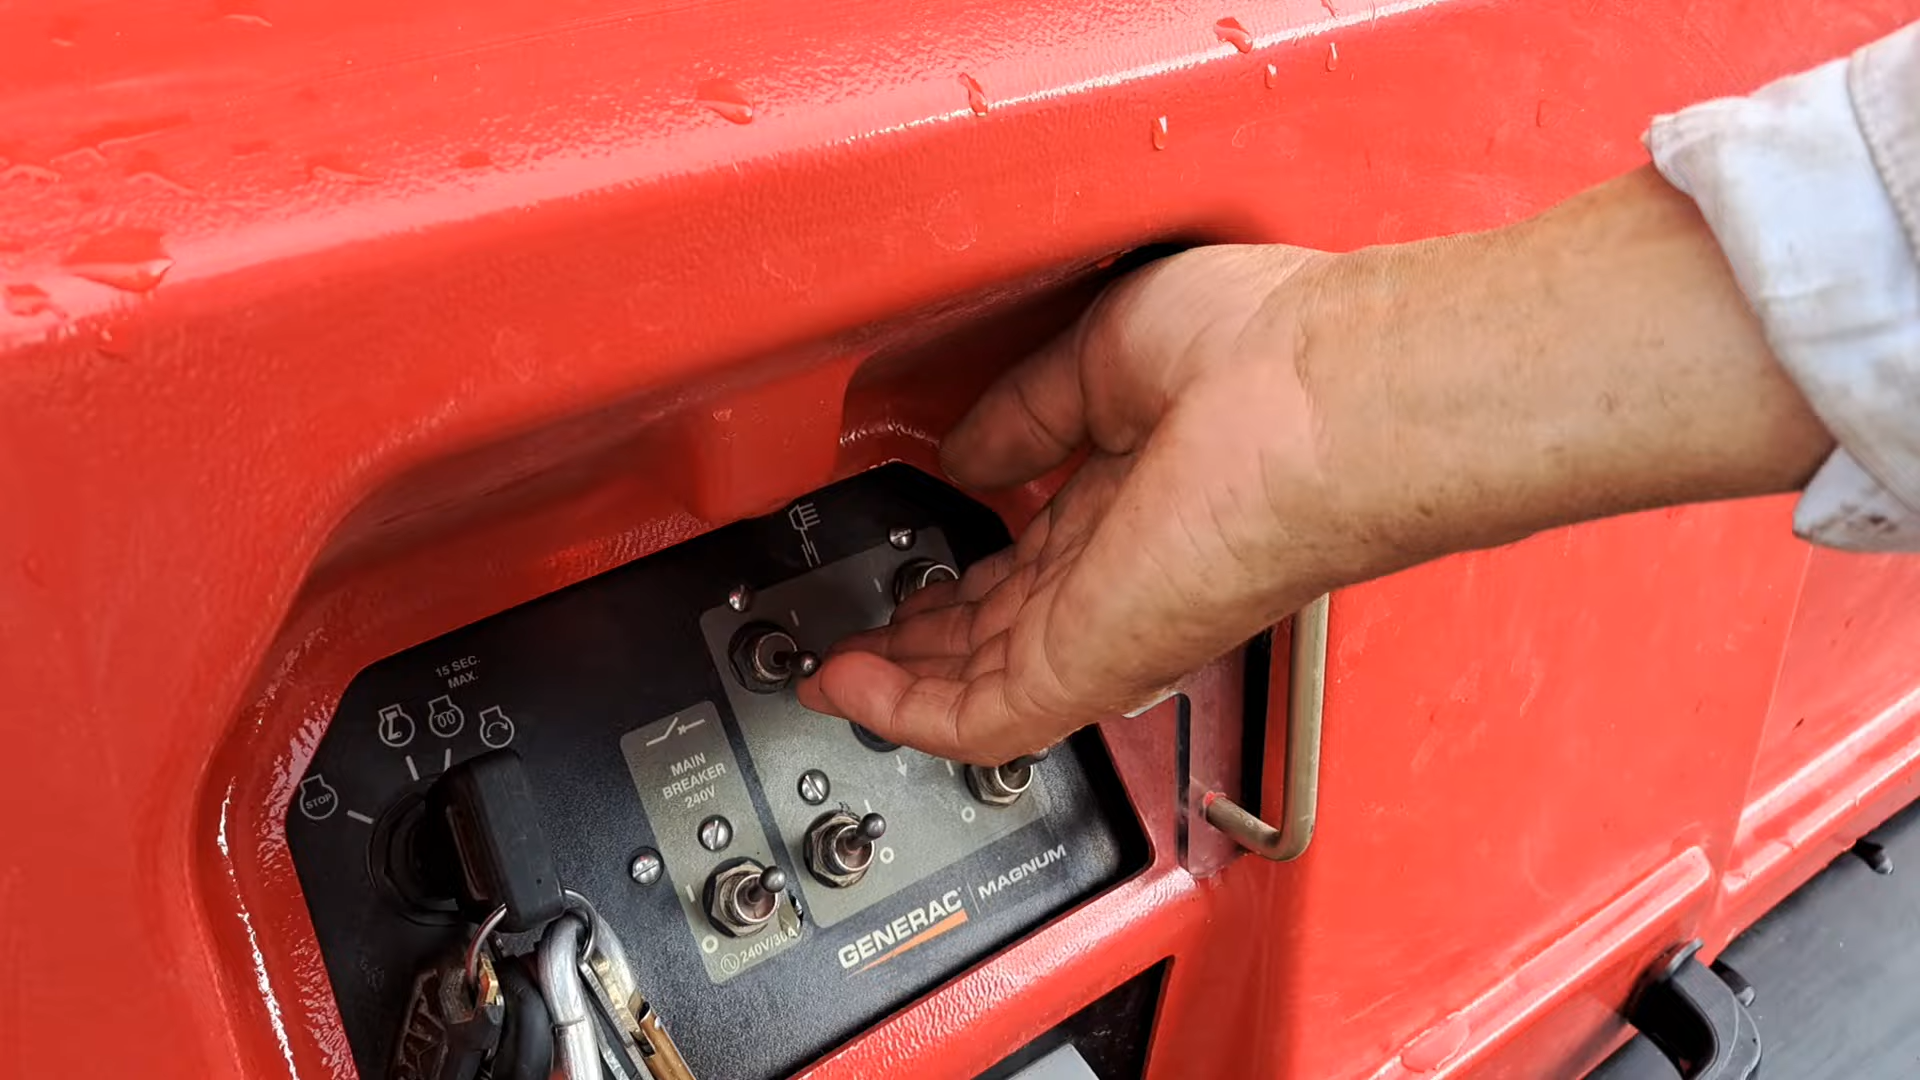 15 SEC.
MAX.
STOP
MAIN
BREAKER
240V
240V/30A
GENERAC
MAGNUM